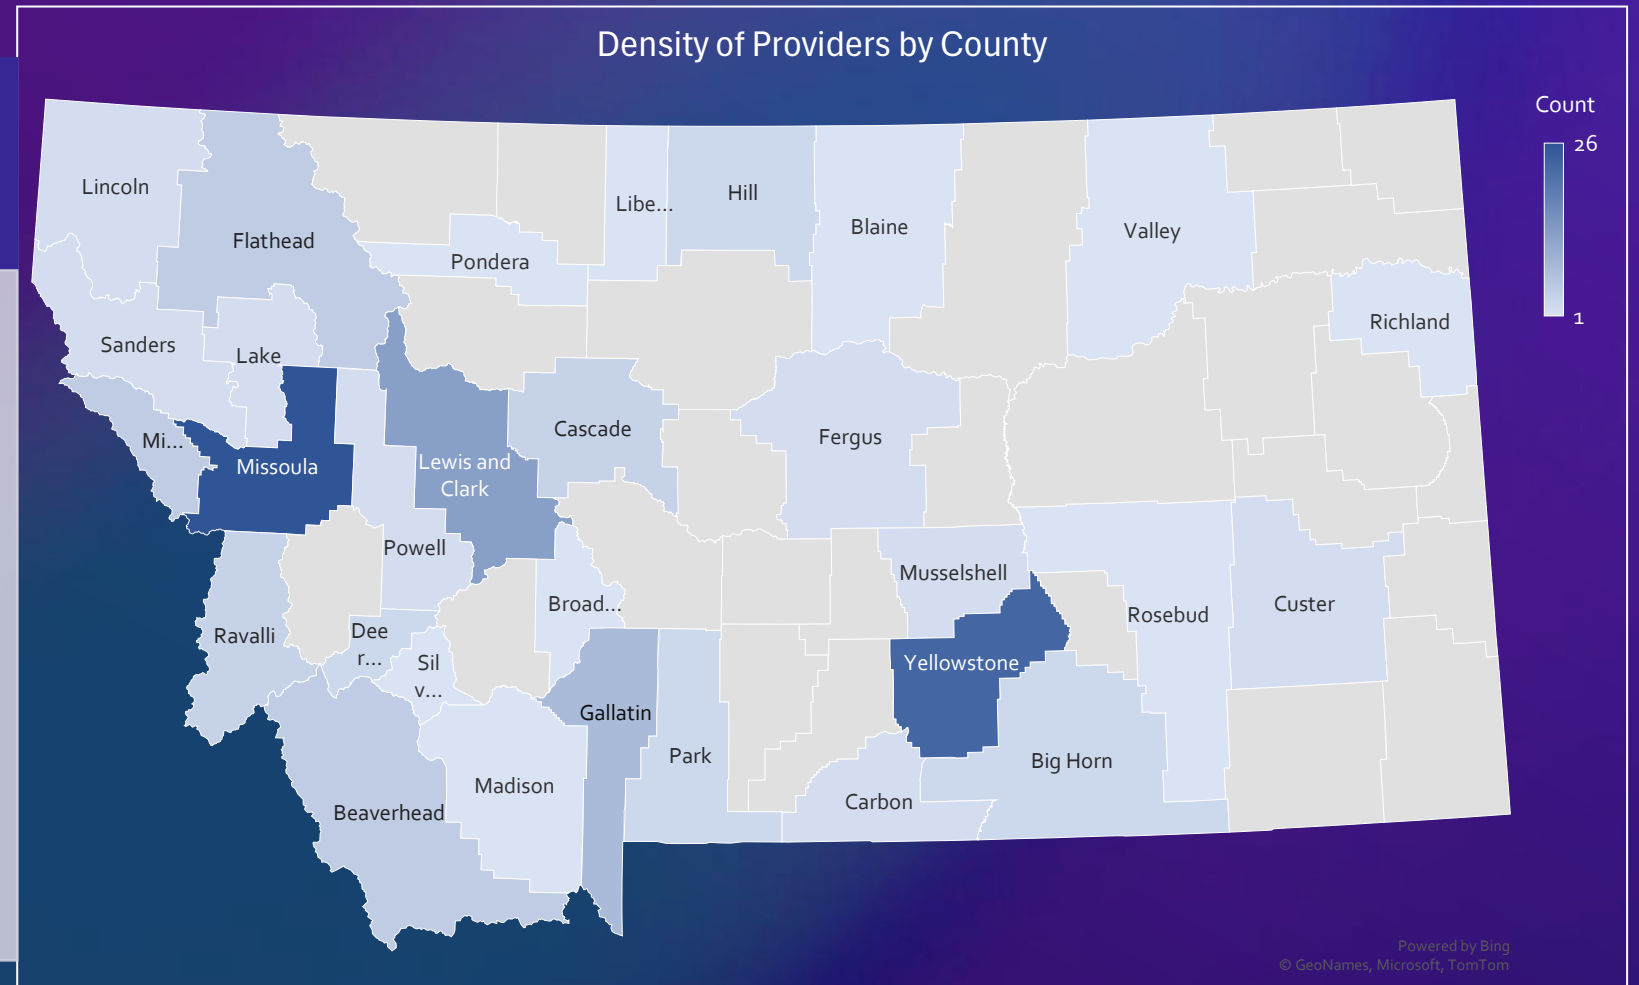 Density of Providers by County
Count
26
1
Lincoln
Flathead
Libe...
Hill
Blaine
Valley
Pondera
Richland
Sanders
Lake
Mi...
Missoula
Lewis and
Clark
Cascade
Fergus
Powell
Musselshell
Broad...
Rosebud
Custer
Ravalli
Dee
r...
Sil
v...
Yellowstone
Gallatin
Park
Big Horn
Madison
Carbon
Beaverhead
Powered by Bing
© GeoNames, Microsoft, TomTom